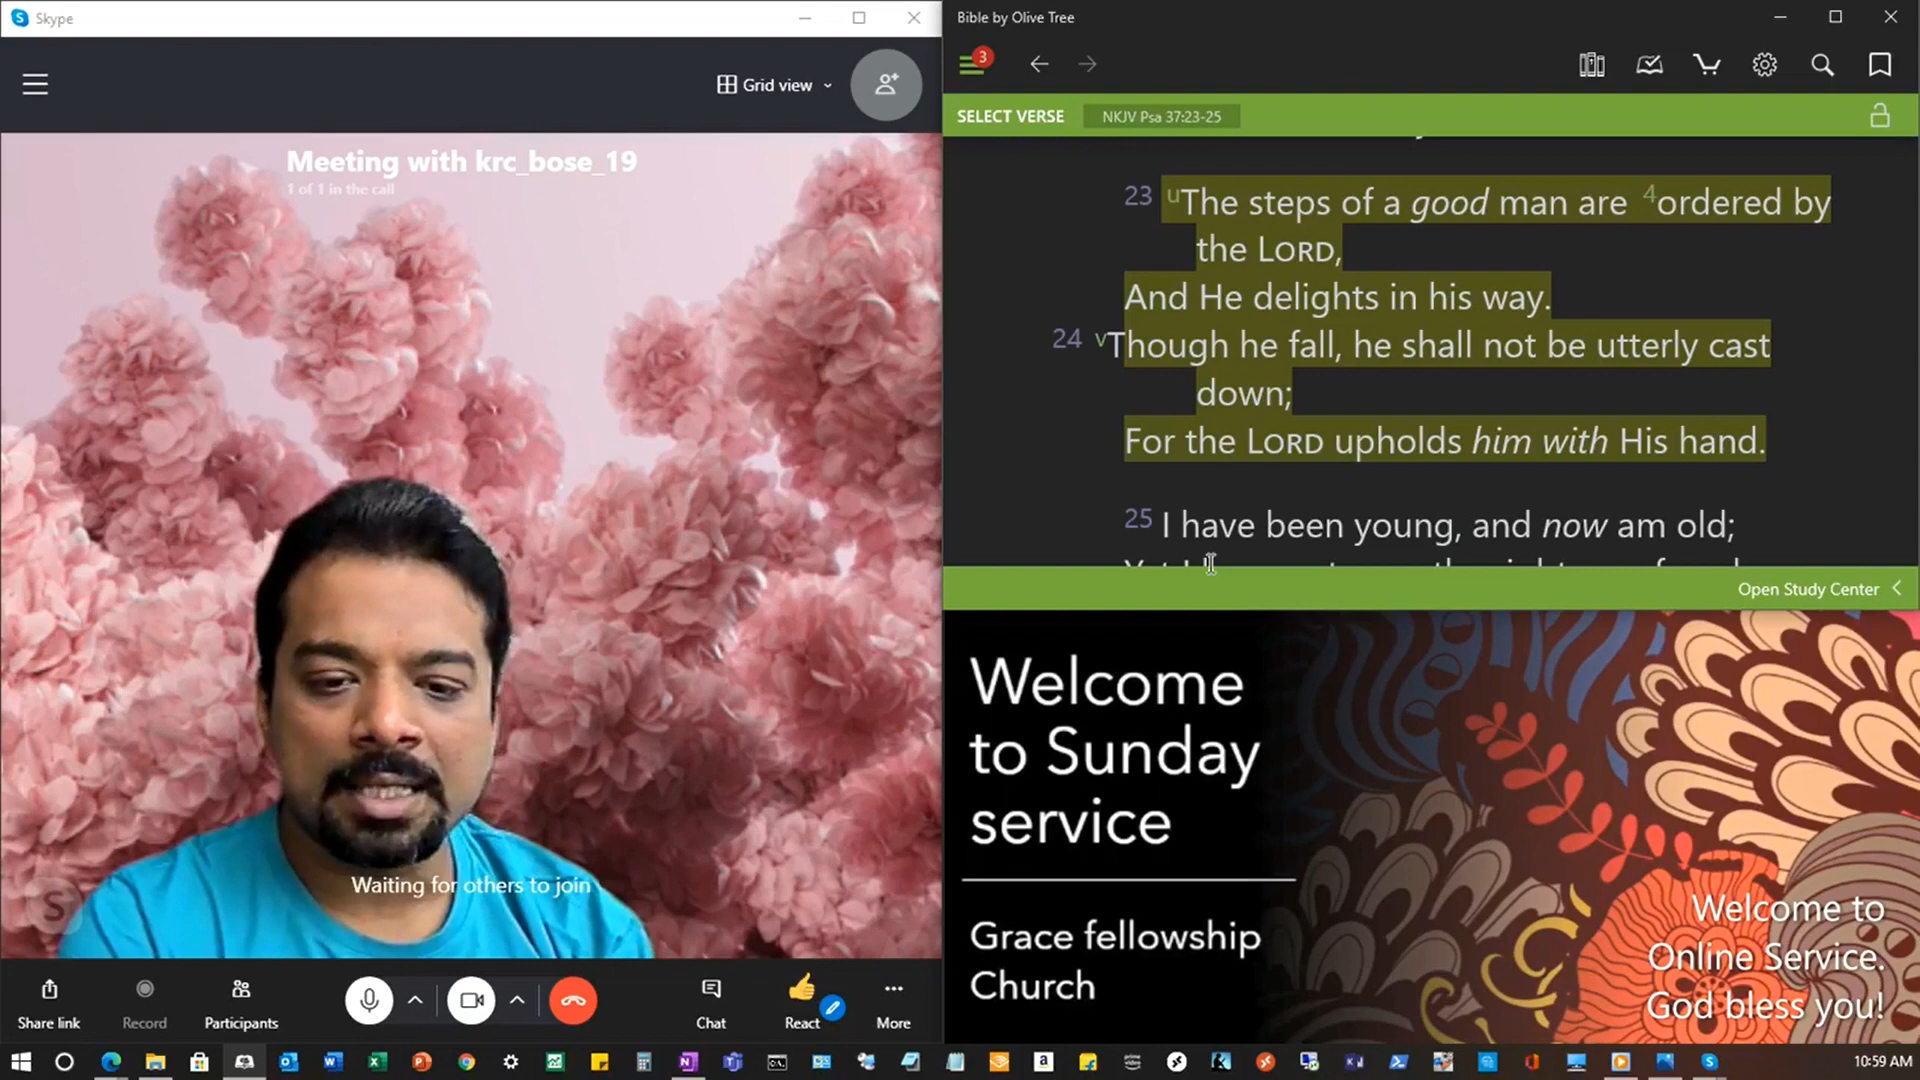 Skype
Grid view
Meeting with krc_bose_19
1 of 1 in the call
Waiting for others to join
Share link
Record
Participants
Chat
React
More
Bible by Olive Tree
3
SELECT VERSE
NKJV Psa 37:23-25
23 uThe steps of a good man are 4ordered by
the LORD,
And He delights in his way.
24 vThough he fall, he shall not be utterly cast
down;
For the LORD upholds him with His hand.
25 I have been young, and now am old;
Open Study Center
Welcome
to Sunday
service
Grace fellowship
Church
Welcome to
Online Service.
God bless you!
10:59 AM